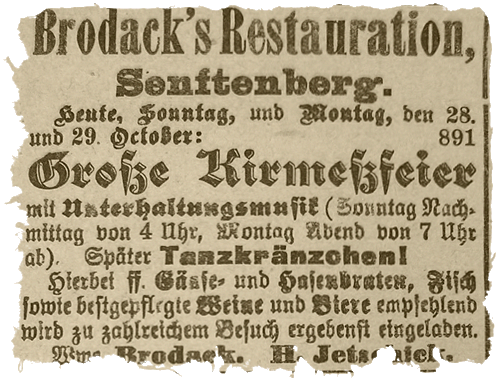 Brodack's Restauration,
Senftenberg.
Heute, Sonntag, und Montag, den 28.
und 29. October: 891
Große Kirmeßfeier
mit Unterhaltungsmusik (Sonntag Nach-
mittag von 4 Uhr, Montag Abend von 7 Uhr
ab). Später Tanzkränzchen!
Hierbei ff. Gänse- und Hasenbraten, Fisch
sowie bestgepflegte Weine und Biere empfehlend
wird zu zahlreichem Besuch ergebenst eingeladen.
Wwe. Brodack. H. Jetschick.